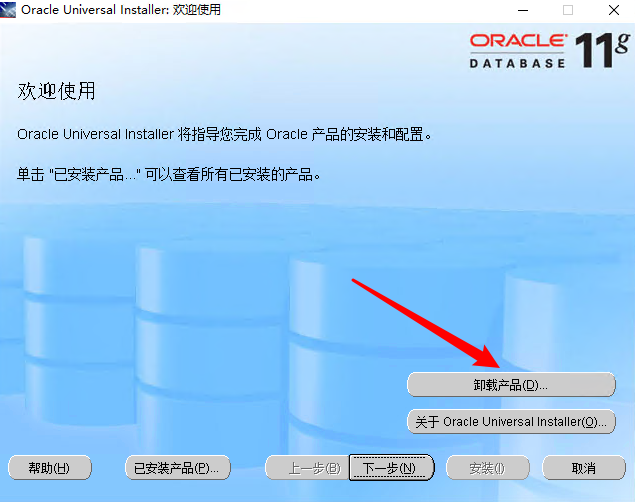 Oracle Universal Installer: 欢迎使用
ORACLE
DATABASE 11g
欢迎使用
Oracle Universal Installer 将指导您完成 Oracle 产品的安装和配置。
单击 "已安装产品..." 可以查看所有已安装的产品。
卸载产品(D)...
关于 Oracle Universal Installer(O)...
帮助(H) 已安装产品(P)... 上一步(B) 下一步(N) 安装(I) 取消